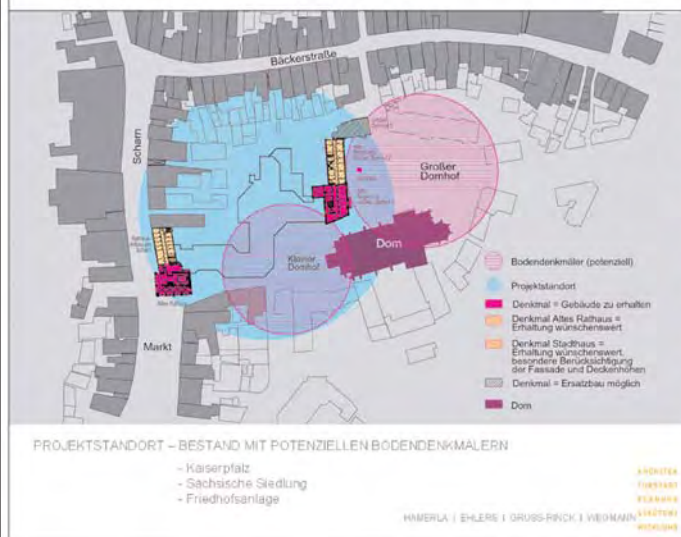 Bäckerstraße
Scharn
Großer
Domhof
Dom
Kleiner
Domhof
Markt
Bodendenkmäler (potenziell)
Projektstandort
Denkmal = Gebäude zu erhalten
Denkmal Altes Rathaus =
Erhaltung wünschenswert
Denkmal Stadthaus =
Erhaltung wünschenswert,
besondere Berücksichtigung
der Fassade und Deckenhöhen
Denkmal = Ersatzbau möglich
Dom
PROJEKTSTANDORT – BESTAND MIT POTENZIELLEN BODENDENKMALERN
- Kaiserpfalz
- Sächsische Siedlung
- Friedhofsanlage
HAMERLA | EHLERS | GRUSS-RINCK | WEGMANN